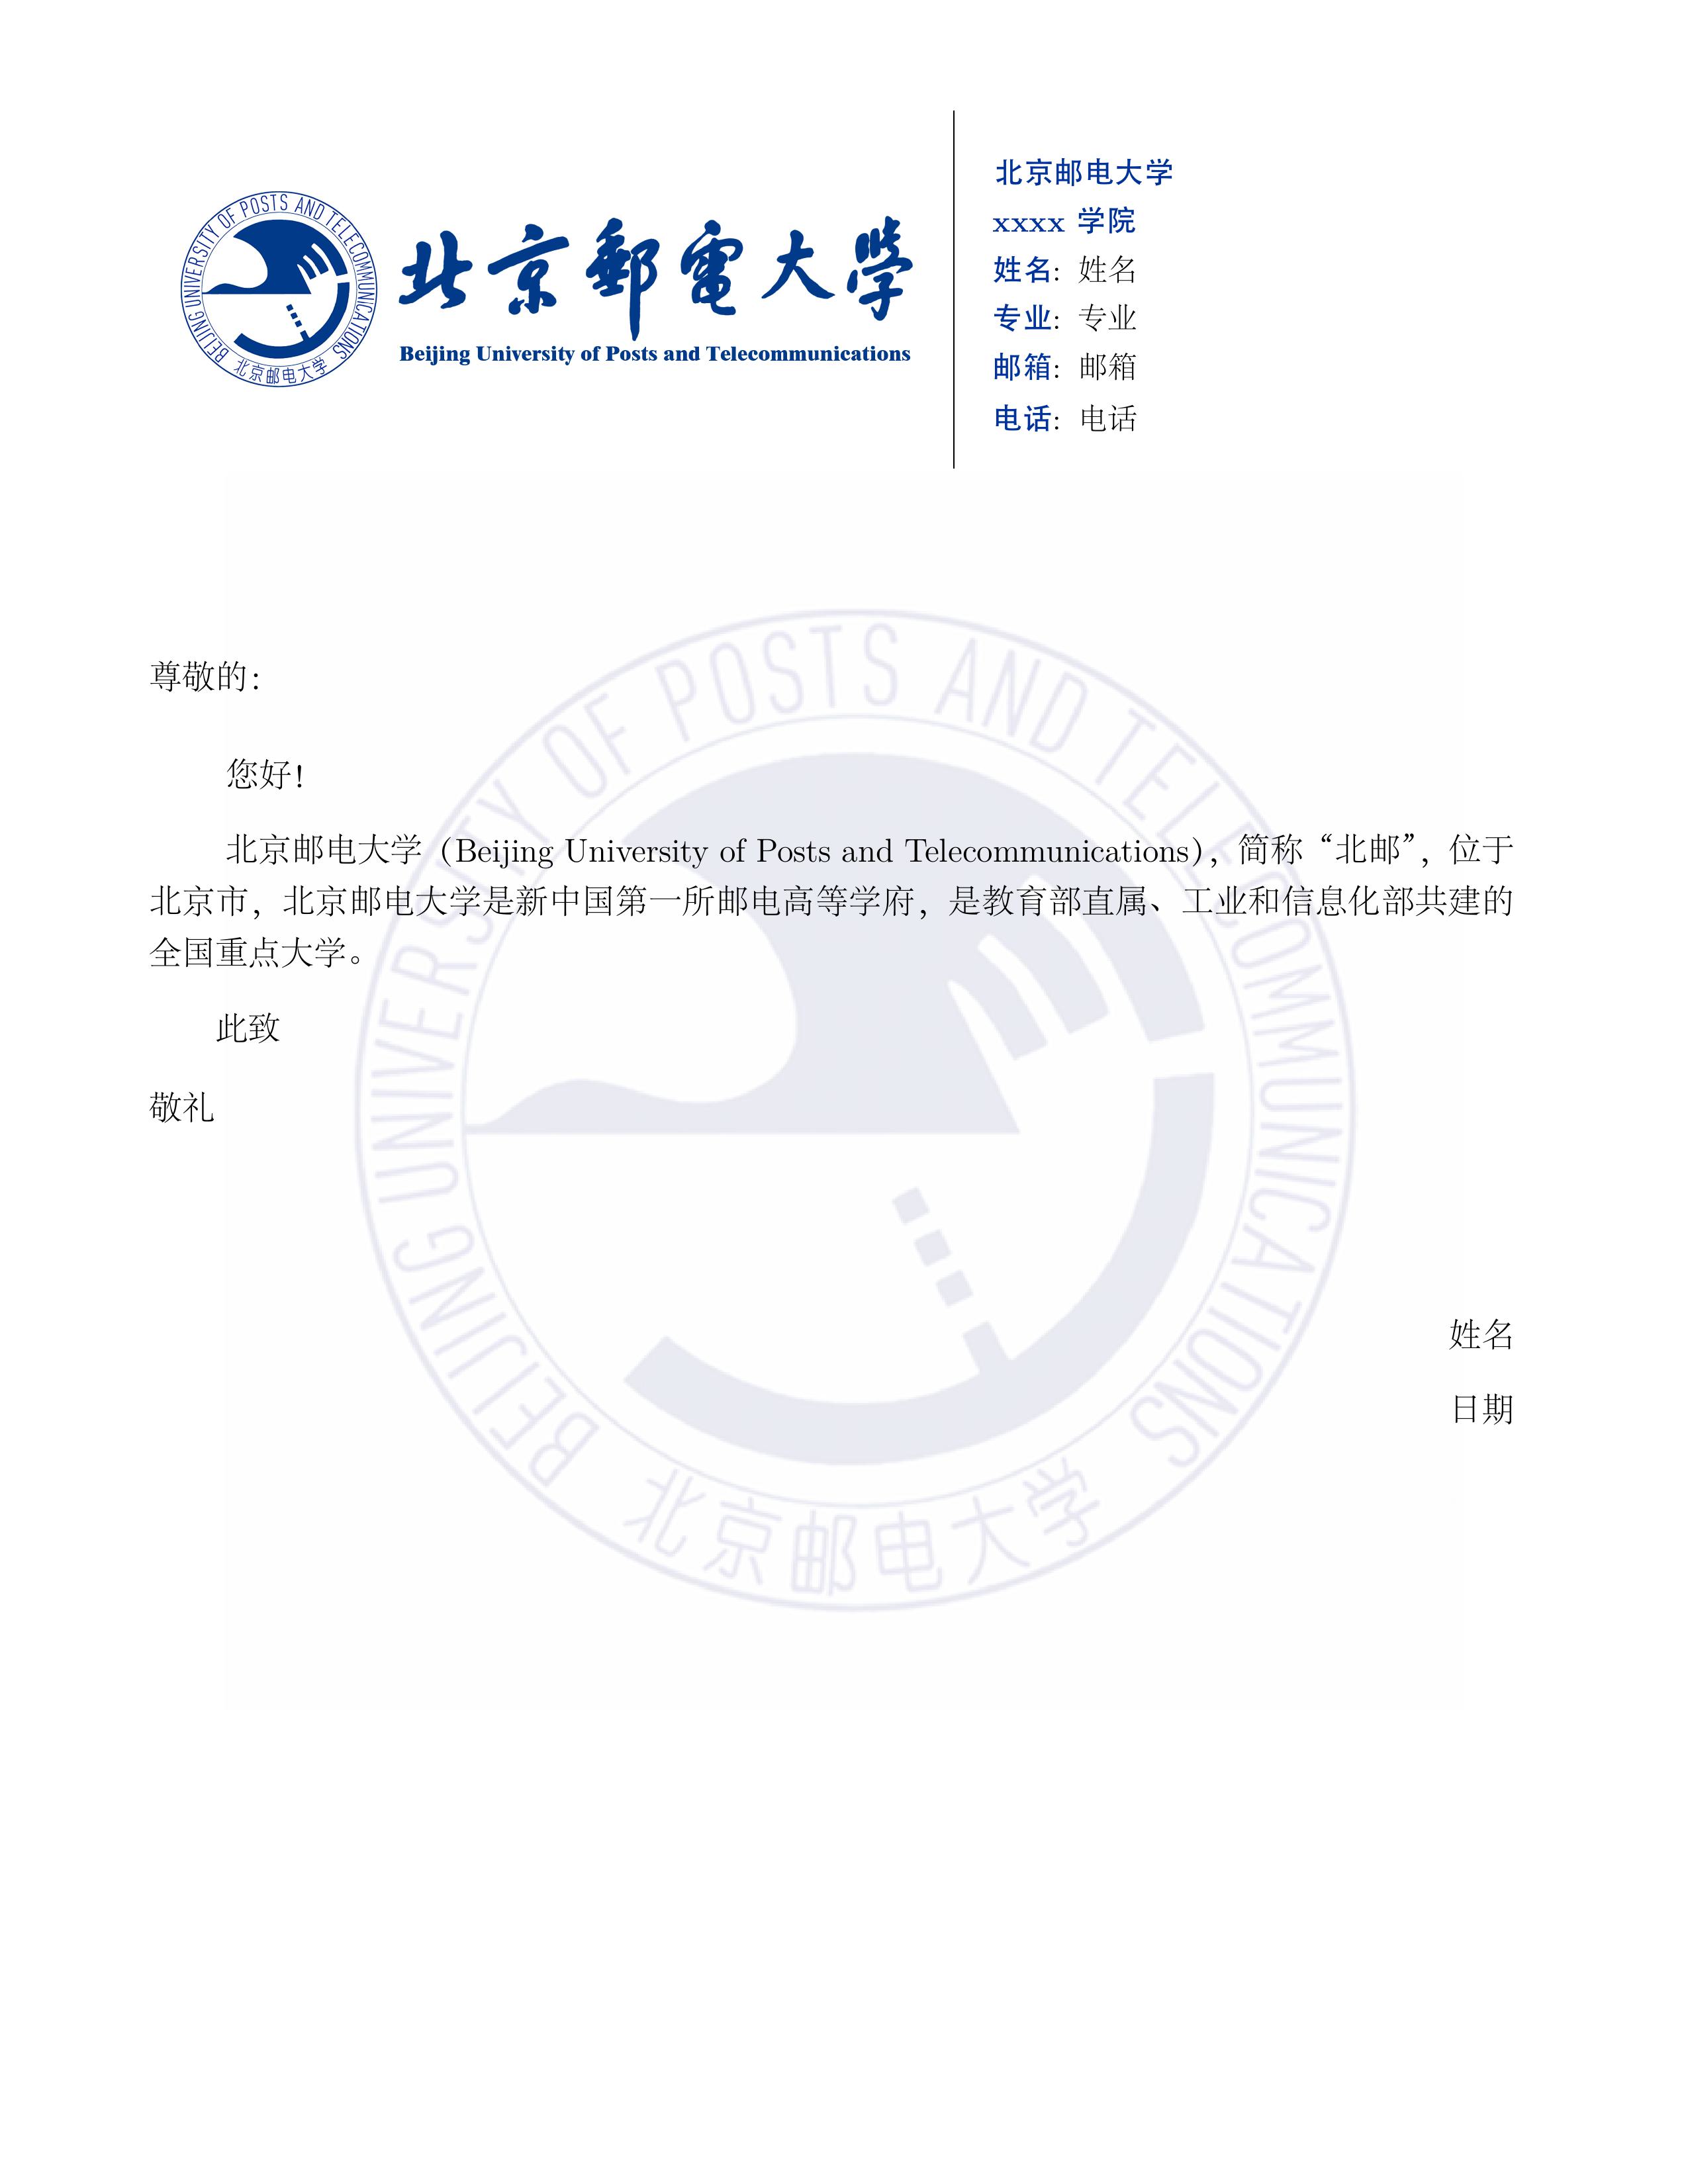 BEIJING UNIVERSITY OF POSTS AND TELECOMMUNICATIONS
北京邮电大学
北京郵電大學
Beijing University of Posts and Telecommunications
北京邮电大学
xxxx 学院
姓名：姓名
专业：专业
邮箱：邮箱
电话：电话
BEIJING UNIVERSITY OF POSTS AND TELECOMMUNICATIONS
尊敬的：
您好！
北京邮电大学（Beijing University of Posts and Telecommunications），简称“北邮”，位于
北京市，北京邮电大学是新中国第一所邮电高等学府，是教育部直属、工业和信息化部共建的
全国重点大学。
此致
敬礼
姓名
日期
北京邮电大学